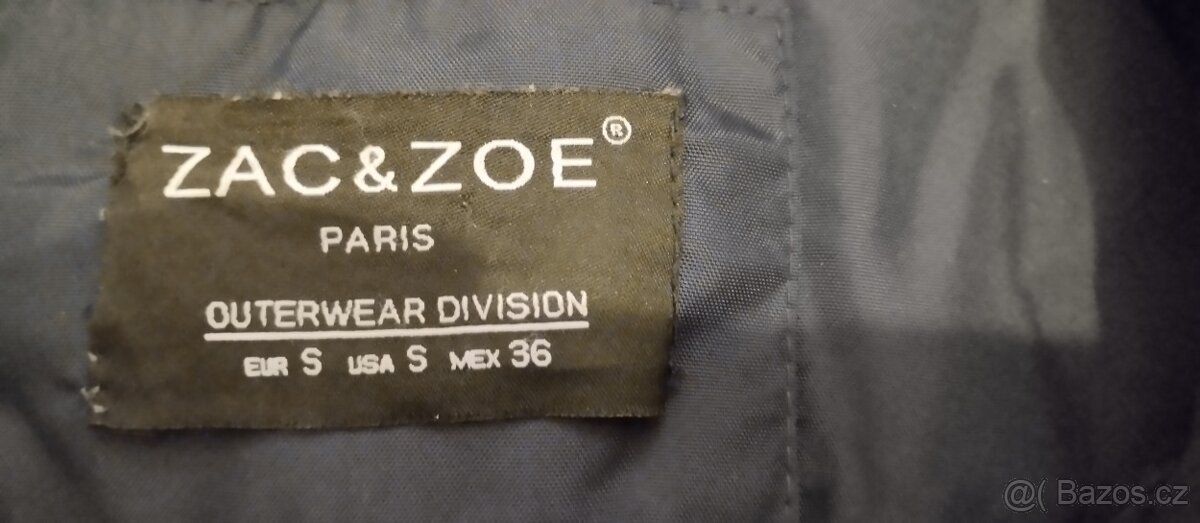 ZAC&ZOE®
PARIS
OUTERWEAR DIVISION
EUR S USA S MEX 36
@( Bazos.cz